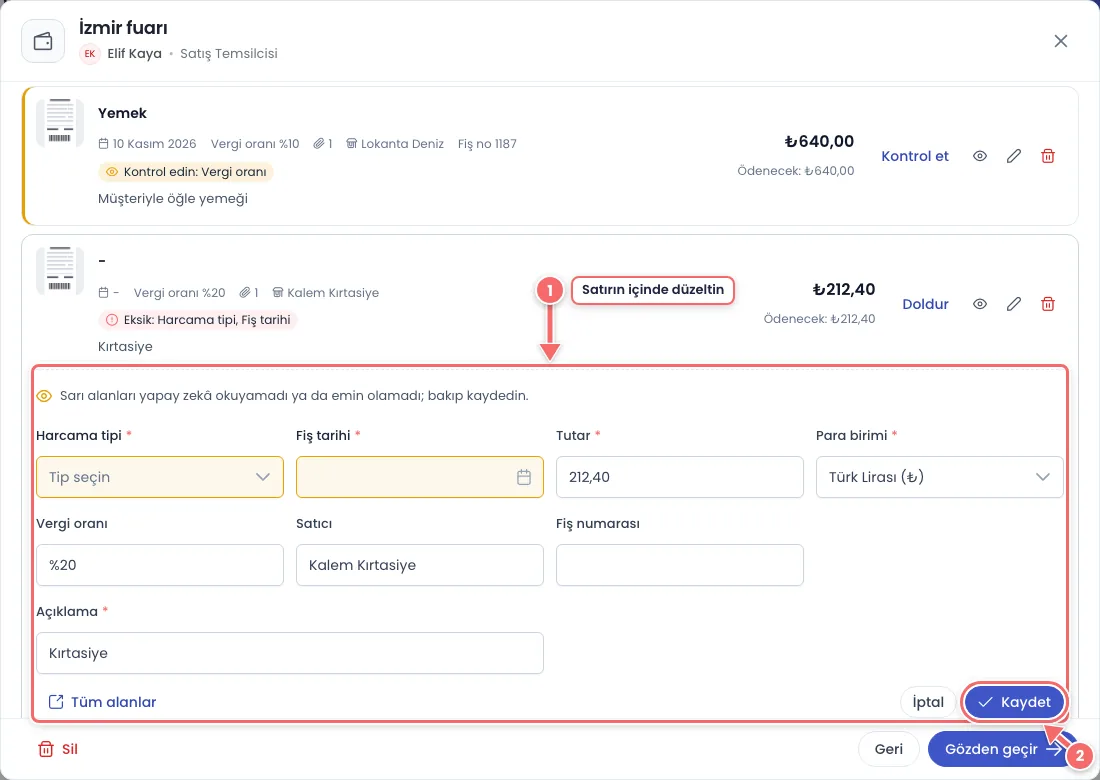 İzmir fuarı
EK Elif Kaya • Satış Temsilcisi
Yemek
10 Kasım 2026 Vergi oranı %10 1 Lokanta Deniz Fiş no 1187
₺640,00
Ödenecek: ₺640,00
Kontrol et
Kontrol edin: Vergi oranı
Müşteriyle öğle yemeği
-
- Vergi oranı %20 1 Kalem Kırtasiye
1 Satırın içinde düzeltin
₺212,40
Ödenecek: ₺212,40
Doldur
Eksik: Harcama tipi, Fiş tarihi
Kırtasiye
Sarı alanları yapay zekâ okuyamadı ya da emin olamadı; bakıp kaydedin.
Harcama tipi * Fiş tarihi * Tutar * Para birimi *
Tip seçin 212,40 Türk Lirası (₺)
Vergi oranı Satıcı Fiş numarası
%20 Kalem Kırtasiye
Açıklama *
Kırtasiye
Tüm alanlar İptal Kaydet
Sil Geri Gözden geçir 2